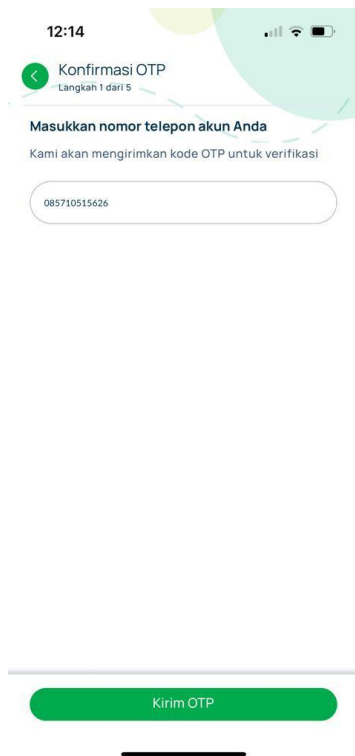 12:14
Konfirmasi OTP
Langkah 1 dari 5
Masukkan nomor telepon akun Anda
Kami akan mengirimkan kode OTP untuk verifikasi
085710515626
Kirim OTP